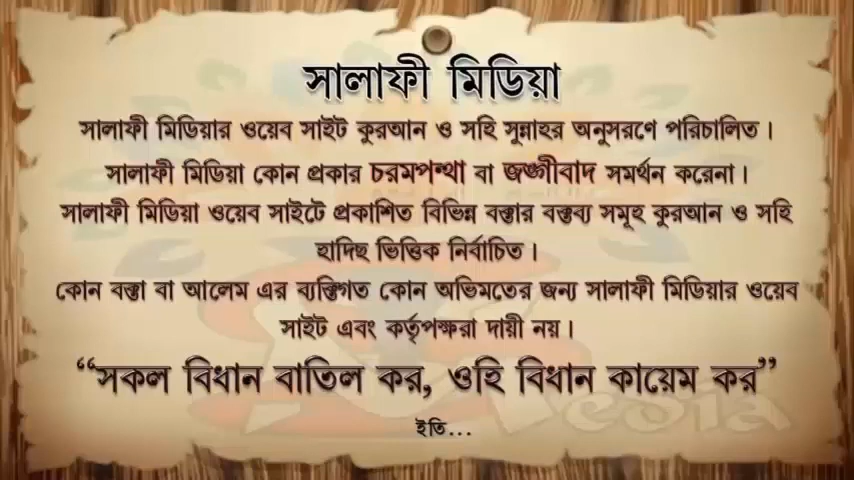 সালাফী মিডিয়া
সালাফী মিডিয়ার ওয়েব সাইট কুরআন ও সহি সুন্নাহর অনুসরণে পরিচালিত।
সালাফী মিডিয়া কোন প্রকার চরমপন্থা বা জঙ্গীবাদ সমর্থন করেনা।
সালাফী মিডিয়া ওয়েব সাইটে প্রকাশিত বিভিন্ন বক্তার বক্তব্য সমূহ কুরআন ও সহি
হাদিছ ভিত্তিক নির্বাচিত।
কোন বক্তা বা আলেম এর ব্যক্তিগত কোন অভিমতের জন্য সালাফী মিডিয়ার ওয়েব
সাইট এবং কর্তৃপক্ষরা দায়ী নয়।
“সকল বিধান বাতিল কর, ওহি বিধান কায়েম কর”
ইতি...